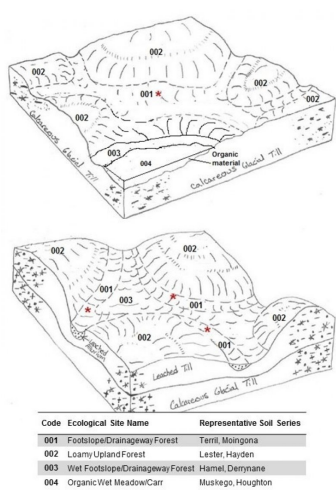 002
002
002
001 *
002
002
003
004
Organic
material
Calcareous Glacial Till
Calcareous Glacial Till
002
002
001
003
*
001
*
002
*
001
002
Leached Till
Calcareous Glacial Till
Code Ecological Site Name Representative Soil Series
001 Footslope/Drainageway Forest Terril, Moingona
002 Loamy Upland Forest Lester, Hayden
003 Wet Footslope/Drainageway Forest Hamel, Derrynane
004 Organic Wet Meadow/Carr Muskego, Houghton